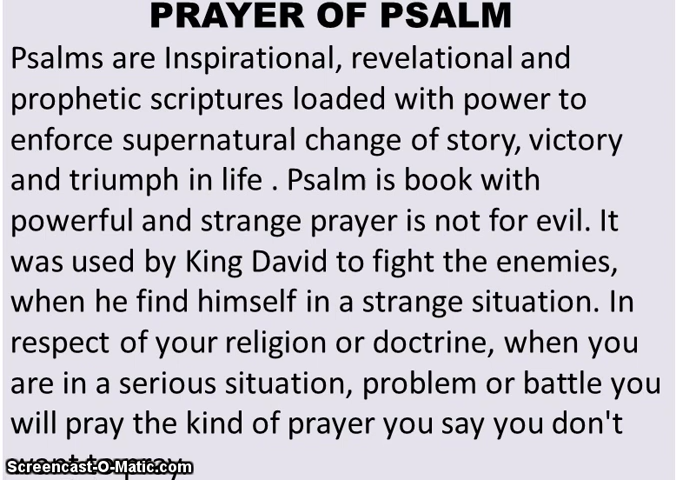 PRAYER OF PSALM
Psalms are Inspirational, revelational and
prophetic scriptures loaded with power to
enforce supernatural change of story, victory
and triumph in life . Psalm is book with
powerful and strange prayer is not for evil. It
was used by King David to fight the enemies,
when he find himself in a strange situation. In
respect of your religion or doctrine, when you
are in a serious situation, problem or battle you
will pray the kind of prayer you say you don't
want to pray
Screencast-O-Matic.com